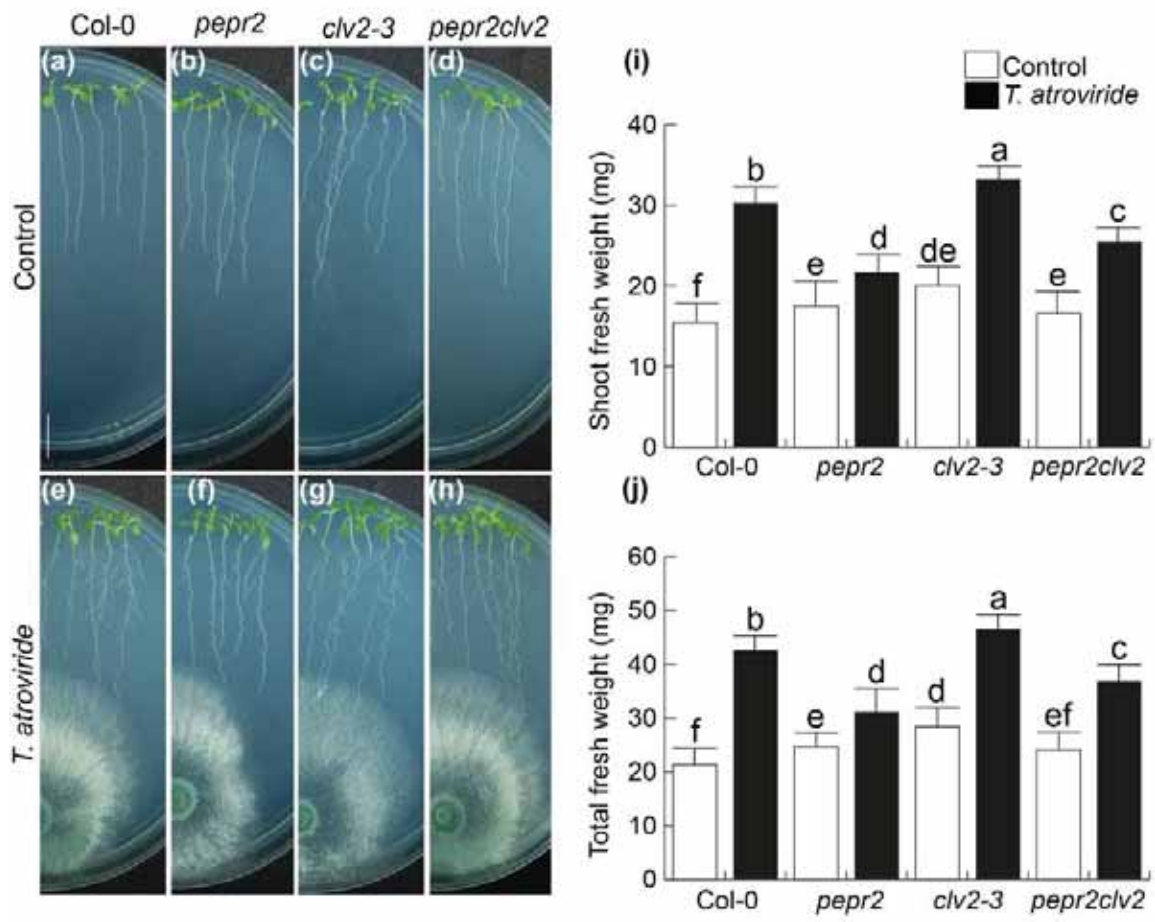 Col-0 pepr2 clv2-3 pepr2clv2
(a) (b) (c) (d)
Control
(e) (f) (g) (h)
T. atroviride
(i)
Control
T. atroviride
Shoot fresh weight (mg)
40
30
20
10
0
f b e d de a e c
Col-0 pepr2 clv2-3 pepr2clv2
(j)
Total fresh weight (mg)
60
50
40
30
20
10
0
f b e d d a ef c
Col-0 pepr2 clv2-3 pepr2clv2